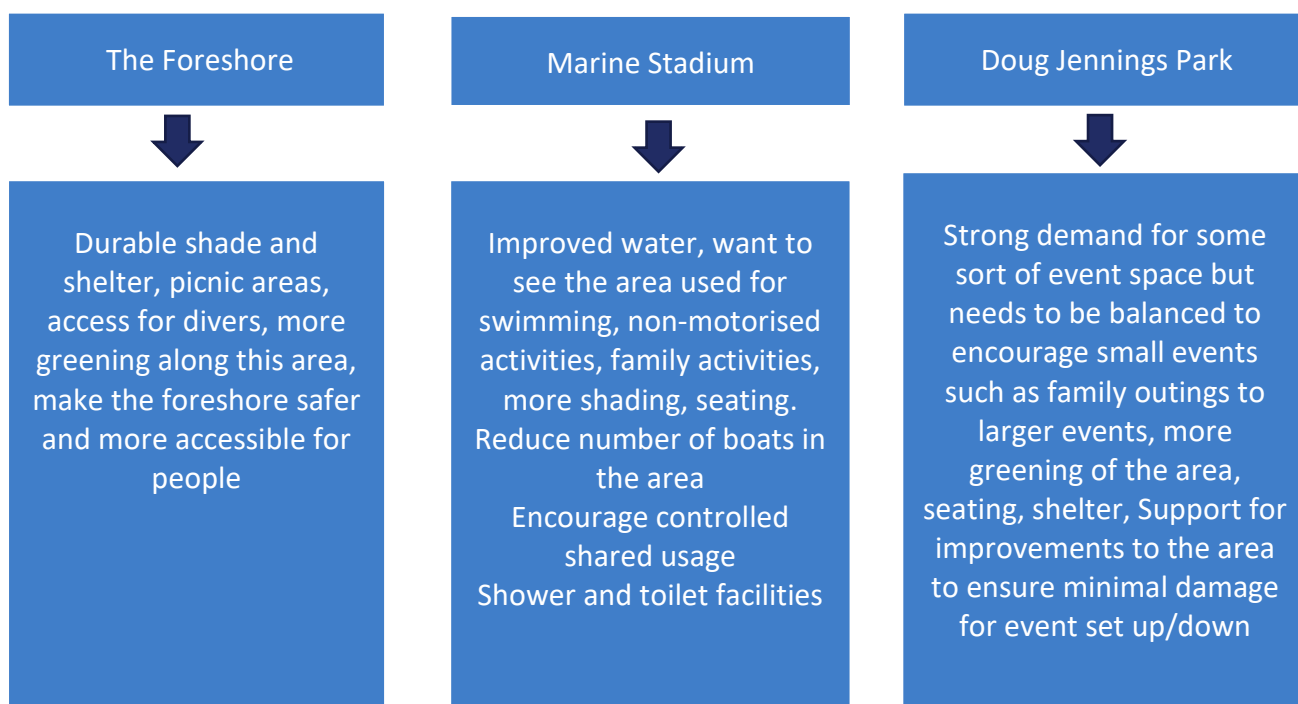 The Foreshore
Durable shade and
shelter, picnic areas,
access for divers, more
greening along this area,
make the foreshore safer
and more accessible for
people
Marine Stadium
Improved water, want to
see the area used for
swimming, non-motorised
activities, family activities,
more shading, seating.
Reduce number of boats in
the area
Encourage controlled
shared usage
Shower and toilet facilities
Doug Jennings Park
Strong demand for some
sort of event space but
needs to be balanced to
encourage small events
such as family outings to
larger events, more
greening of the area,
seating, shelter, Support for
improvements to the area
to ensure minimal damage
for event set up/down